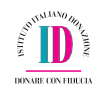 ISTITUTO ITALIANO DONAZIONE
ID
DONARE CON FIDUCIA